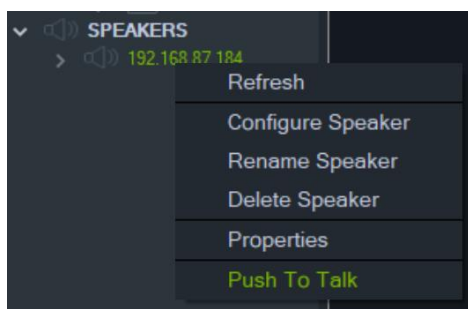 SPEAKERS
192.168.87.184
Refresh
Configure Speaker
Rename Speaker
Delete Speaker
Properties
Push To Talk